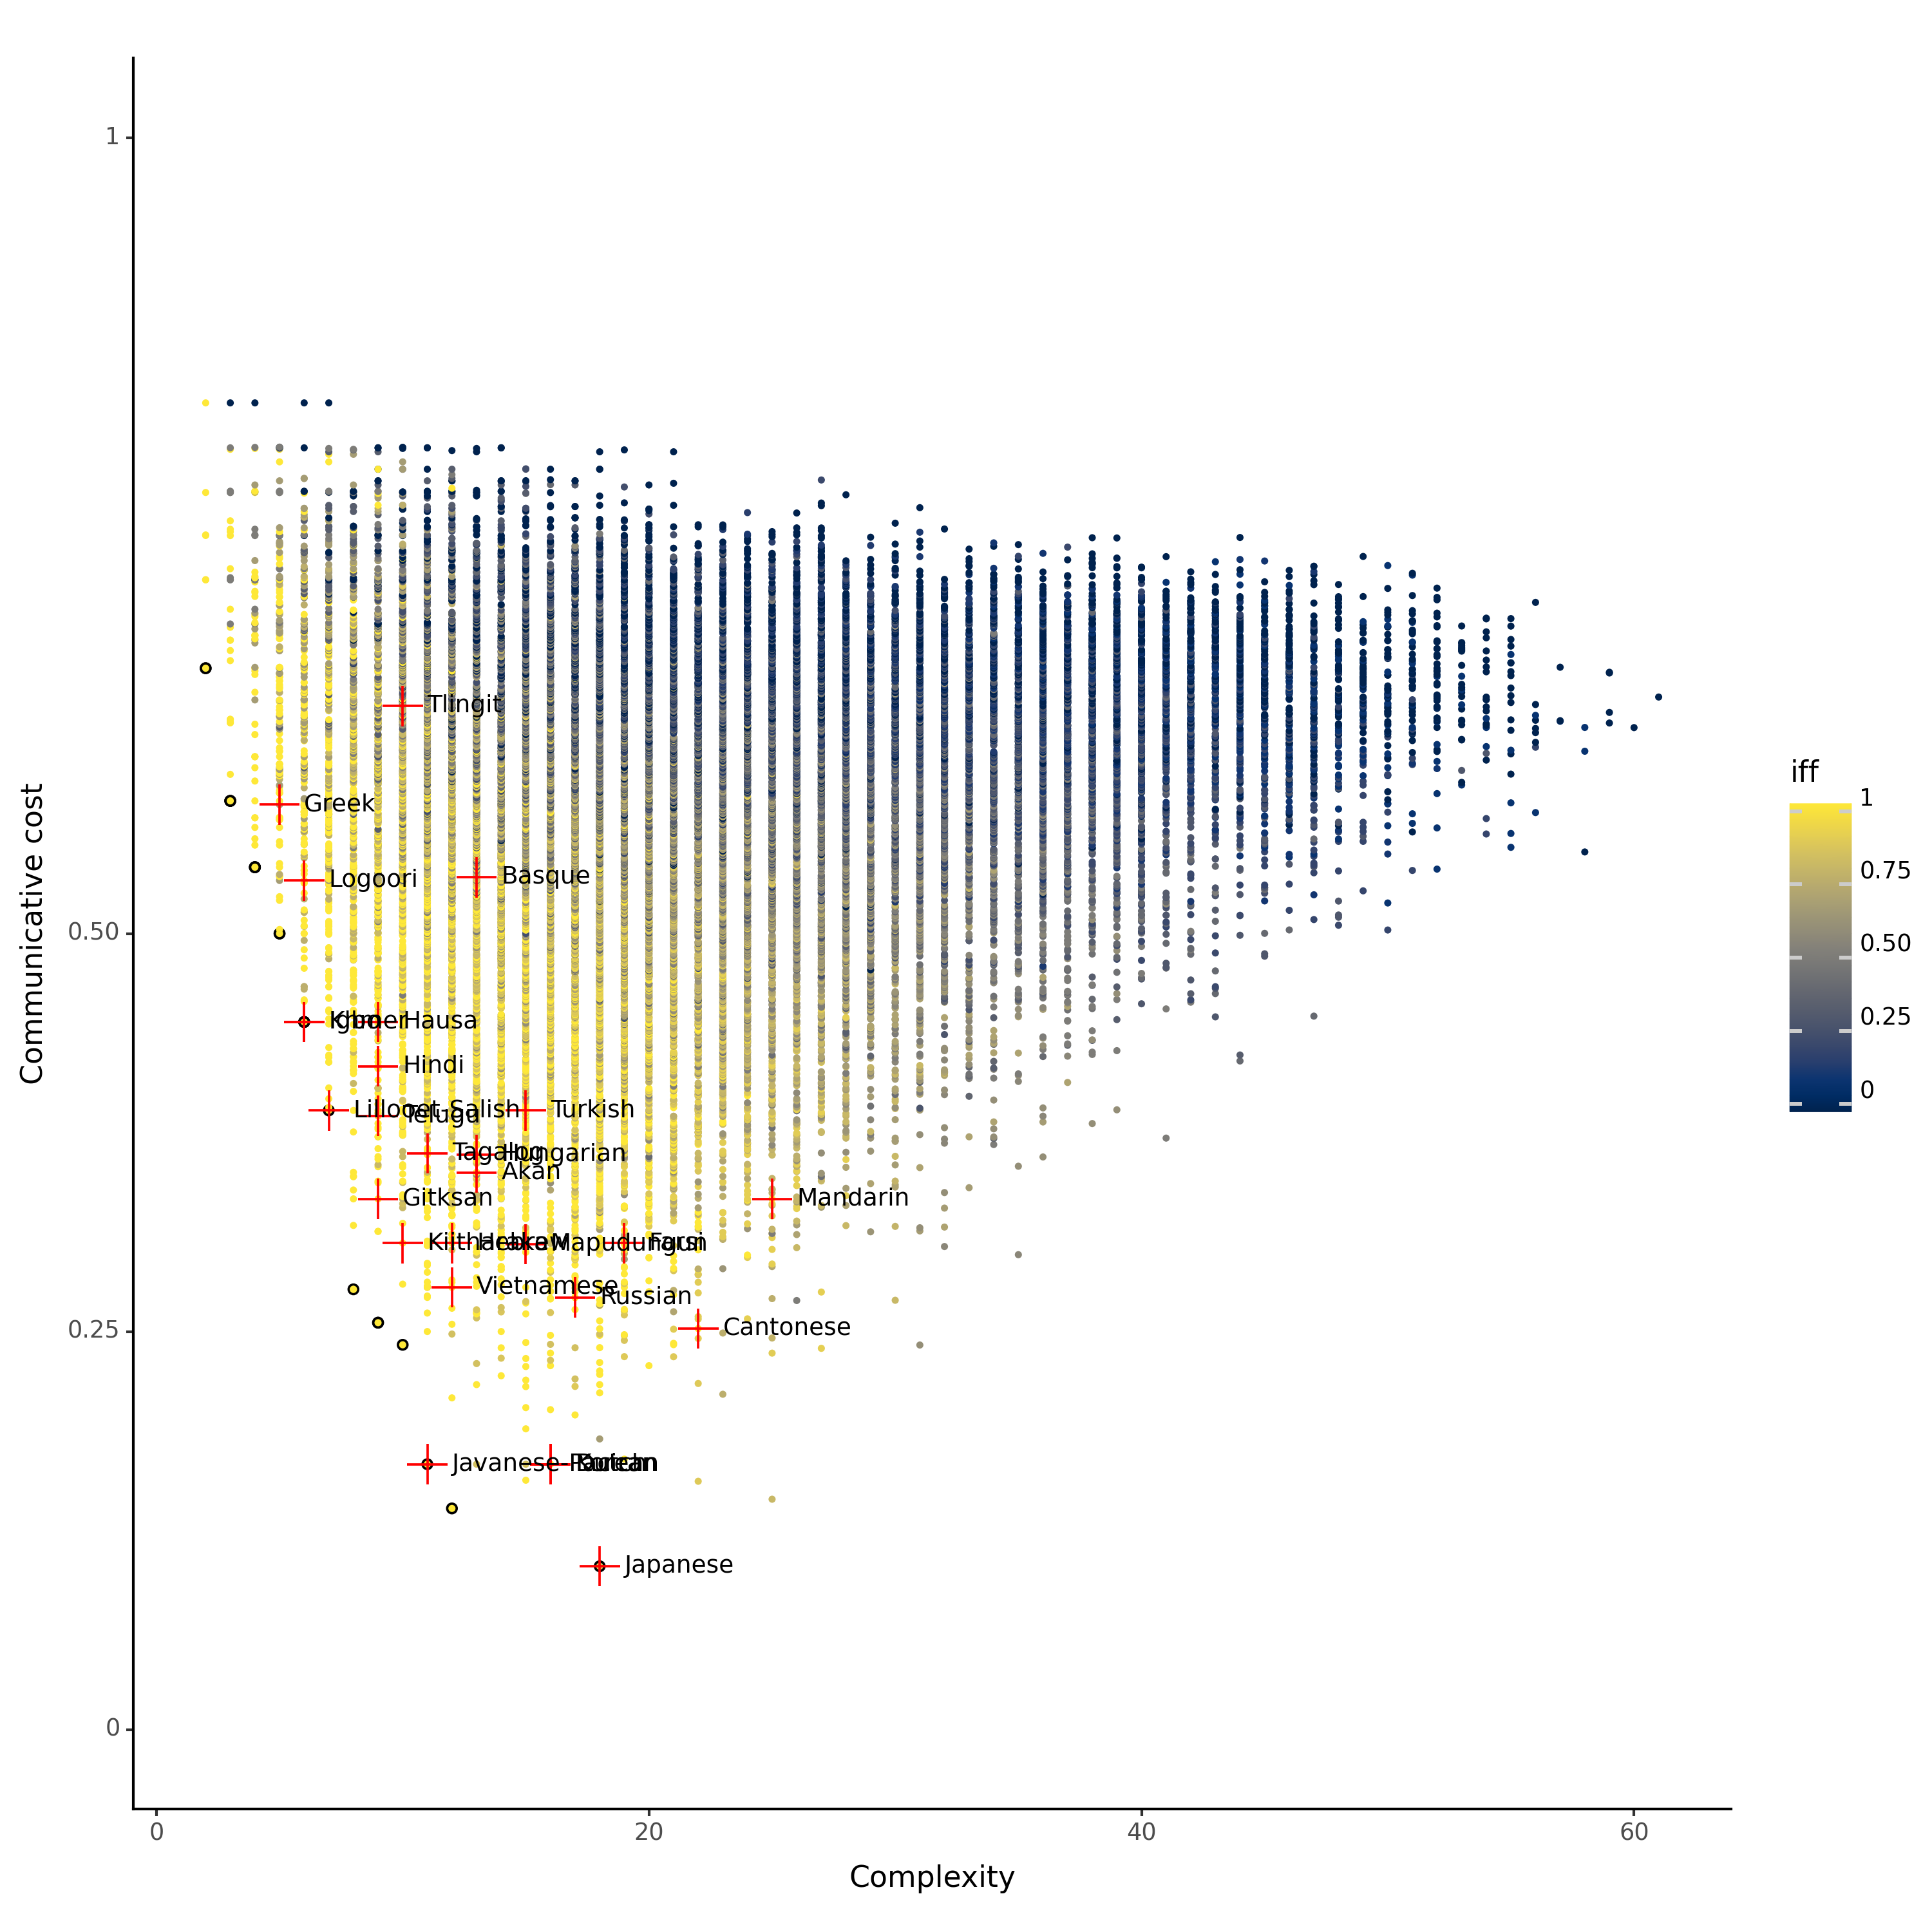 1
Tlingit
iff
Greek
1
Logoori
Basque
0.75
0.50
0.50
Hausa
0.25
Hindi
0
Lillooet-Salish
Telugu
Turkish
Tagalog
Hungarian
Akan
Gitksan
Mandarin
Mapudungun
Farsi
Vietnamese
Russian
0.25
Cantonese
Japanese
0
0
20
40
60
Complexity
Communicative cost